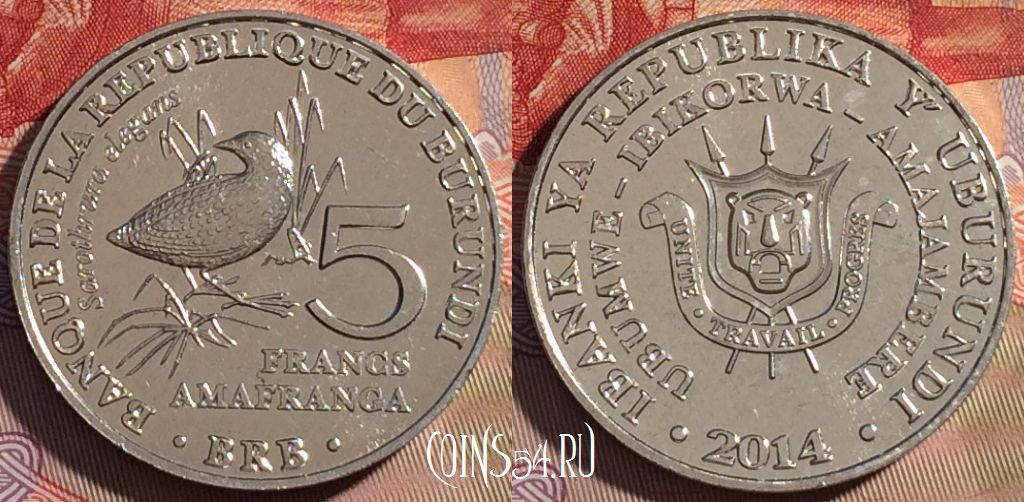 BANQUE DE LA REPUBLIQUE DU BURUNDI
Sarothrura elegans
5
FRANCS
AMAFRANGA
· BRB ·
IBANKI YA REPUBLIKA Y'UBURUNDI
UBUMWE - IBIKORWA - AMAJAMBERE
UNITE · TRAVAIL · PROGRES
· 2014 ·
COINS54.RU